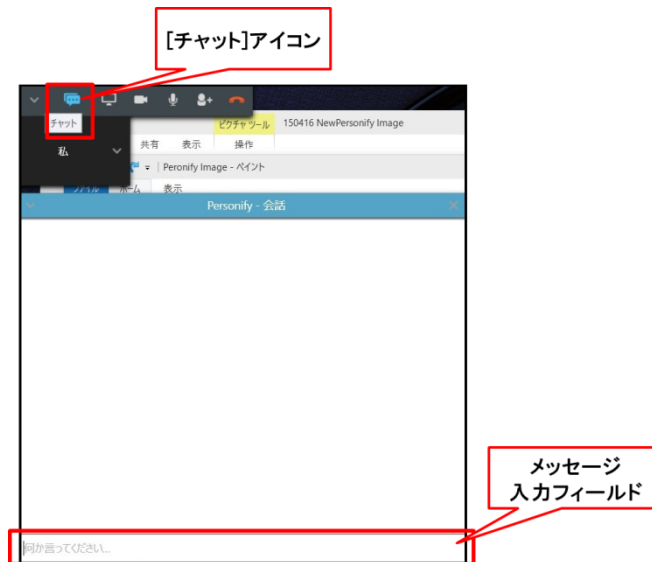 [チャット]アイコン
チャット
ピクチャ ツール
150416 NewPersonify Image
私
共有 表示 操作
Peronify Image - ペイント
ファイル ホーム 表示
Personify - 会話
メッセージ
入力フィールド
何か言ってください...